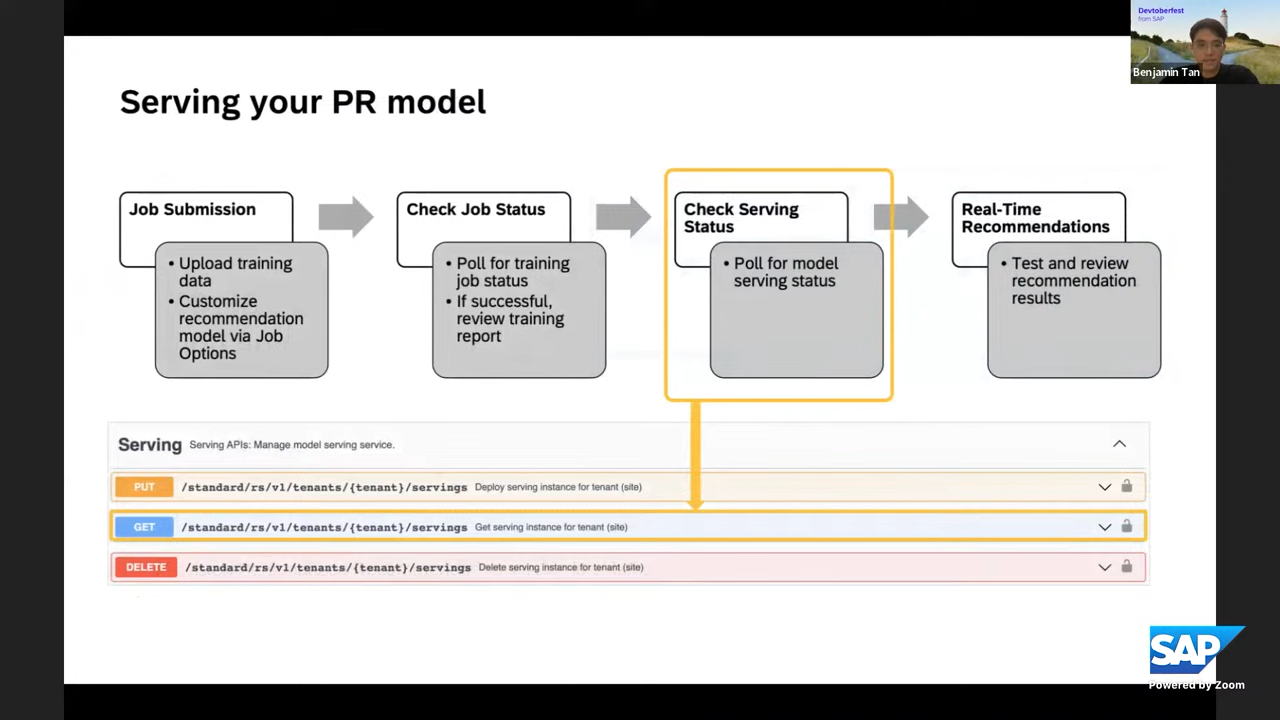 Devtoberfest
from SAP
Benjamin Tan
Serving your PR model
Job Submission
• Upload training
data
• Customize
recommendation
model via Job
Options
Check Job Status
• Poll for training
job status
• If successful,
review training
report
Check Serving
Status
• Poll for model
serving status
Real-Time
Recommendations
• Test and review
recommendation
results
Serving Serving APIs: Manage model serving service.
PUT /standard/rs/v1/tenants/{tenant}/servings Deploy serving instance for tenant (site)
GET /standard/rs/v1/tenants/{tenant}/servings Get serving instance for tenant (site)
DELETE /standard/rs/v1/tenants/{tenant}/servings Delete serving instance for tenant (site)
SAP
Powered by Zoom